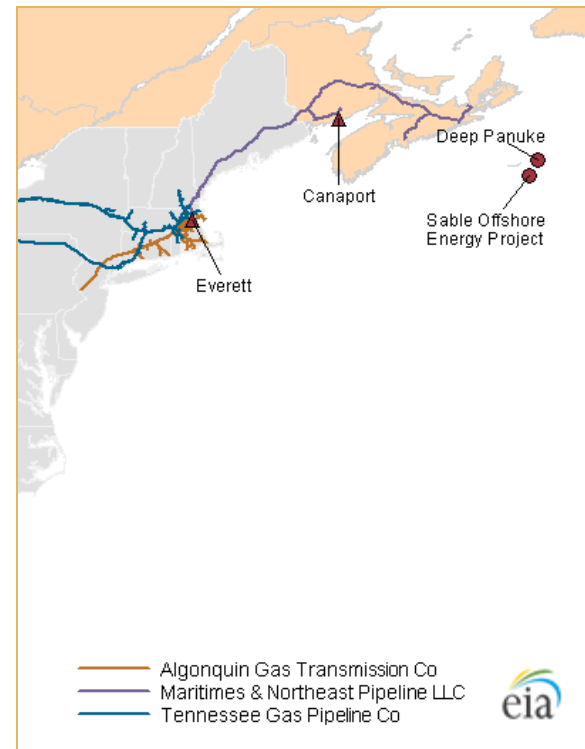 Deep Panuke
Canaport
Sable Offshore
Energy Project
Everett
Algonquin Gas Transmission Co
Maritimes & Northeast Pipeline LLC
Tennessee Gas Pipeline Co
eia